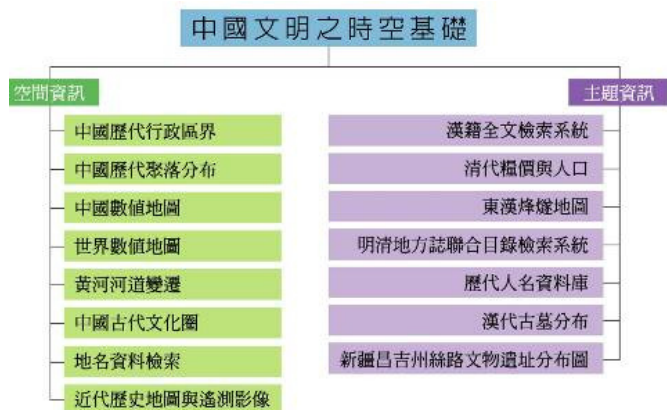 中國文明之時空基礎
空間資訊
中國歷代行政區界
中國歷代聚落分布
中國數值地圖
世界數值地圖
黃河河道變遷
中國古代文化圈
地名資料檢索
近代歷史地圖與遙測影像
主題資訊
漢籍全文檢索系統
清代糧價與人口
東漢烽燧地圖
明清地方誌聯合目錄檢索系統
歷代人名資料庫
漢代古墓分布
新疆昌吉州絲路文物遺址分布圖